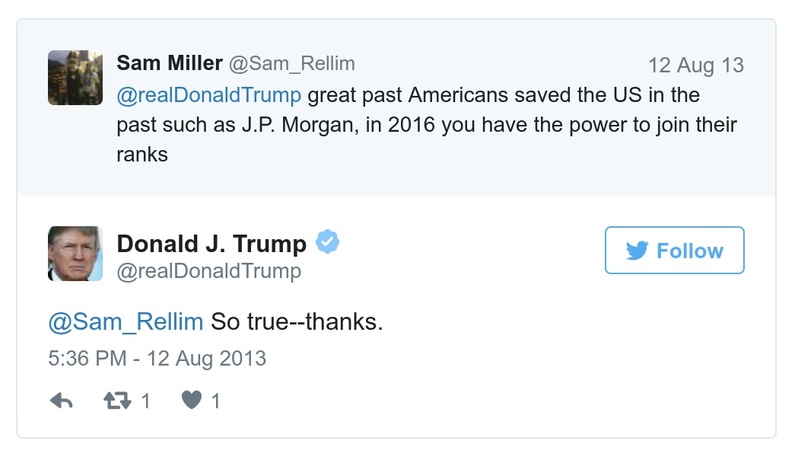 Sam Miller @Sam_Rellim 12 Aug 13
@realDonaldTrump great past Americans saved the US in the
past such as J.P. Morgan, in 2016 you have the power to join their
ranks
Donald J. Trump
@realDonaldTrump
Follow
@Sam_Rellim So true--thanks.
5:36 PM - 12 Aug 2013
1 1